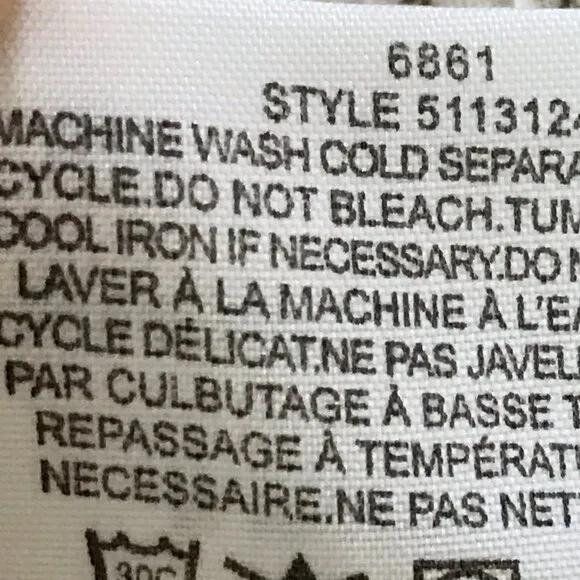 6861
STYLE 511312
MACHINE WASH COLD SEPARA
CYCLE.DO NOT BLEACH.TUM
COOL IRON IF NECESSARY.DO N
LAVER À LA MACHINE À L'EA
CYCLE DÉLICAT.NE PAS JAVEL
PAR CULBUTAGE À BASSE T
REPASSAGE À TEMPÉRAT
NECESSAIRE.NE PAS NET
30C